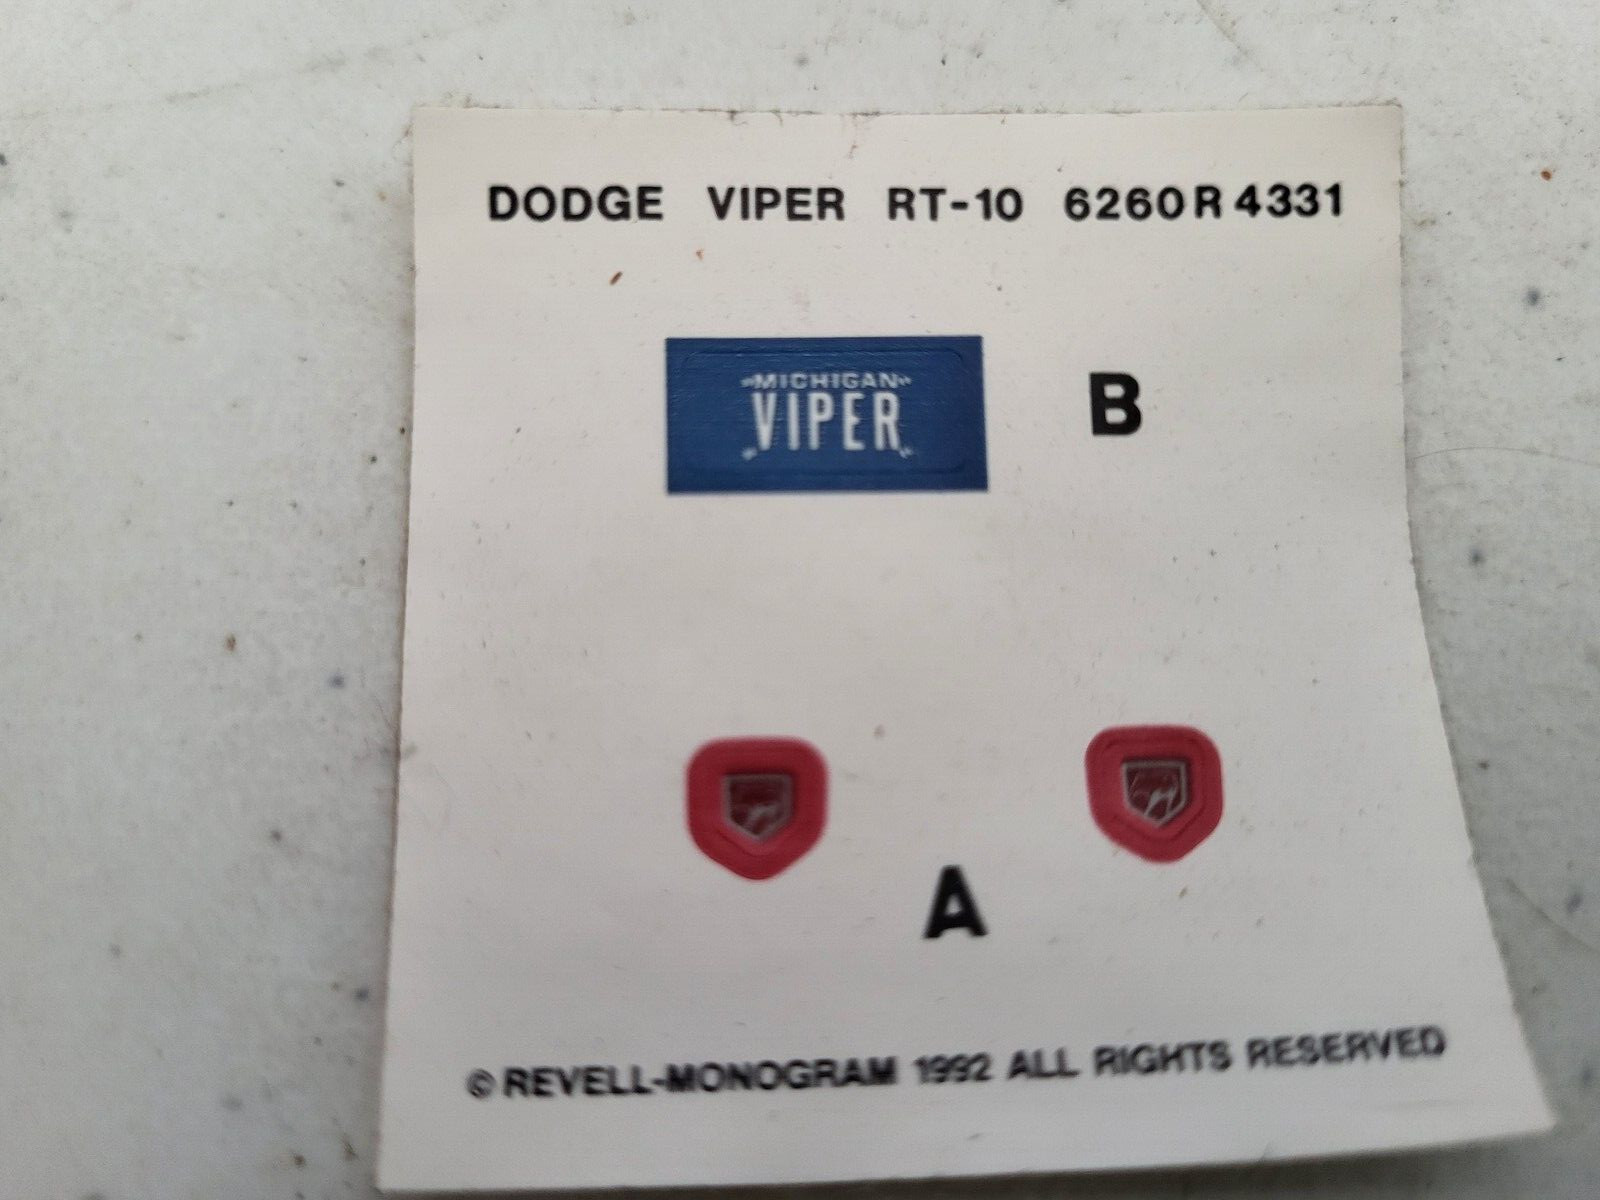 DODGE VIPER RT-10 6260R4331
MICHIGAN
VIPER
B
A
© REVELL-MONOGRAM 1992 ALL RIGHTS RESERVED